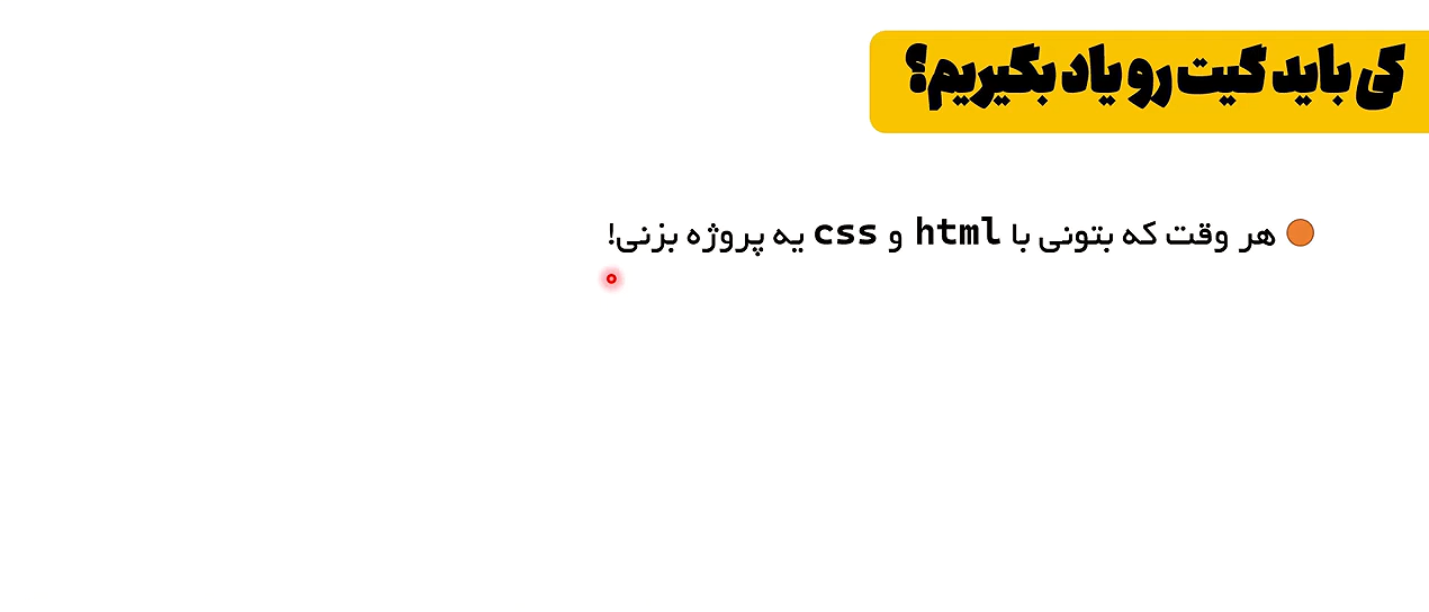 کی باید گیت رو یاد بگیریم؟
هر وقت که بتونی با html و css یه پروژه بزنی!